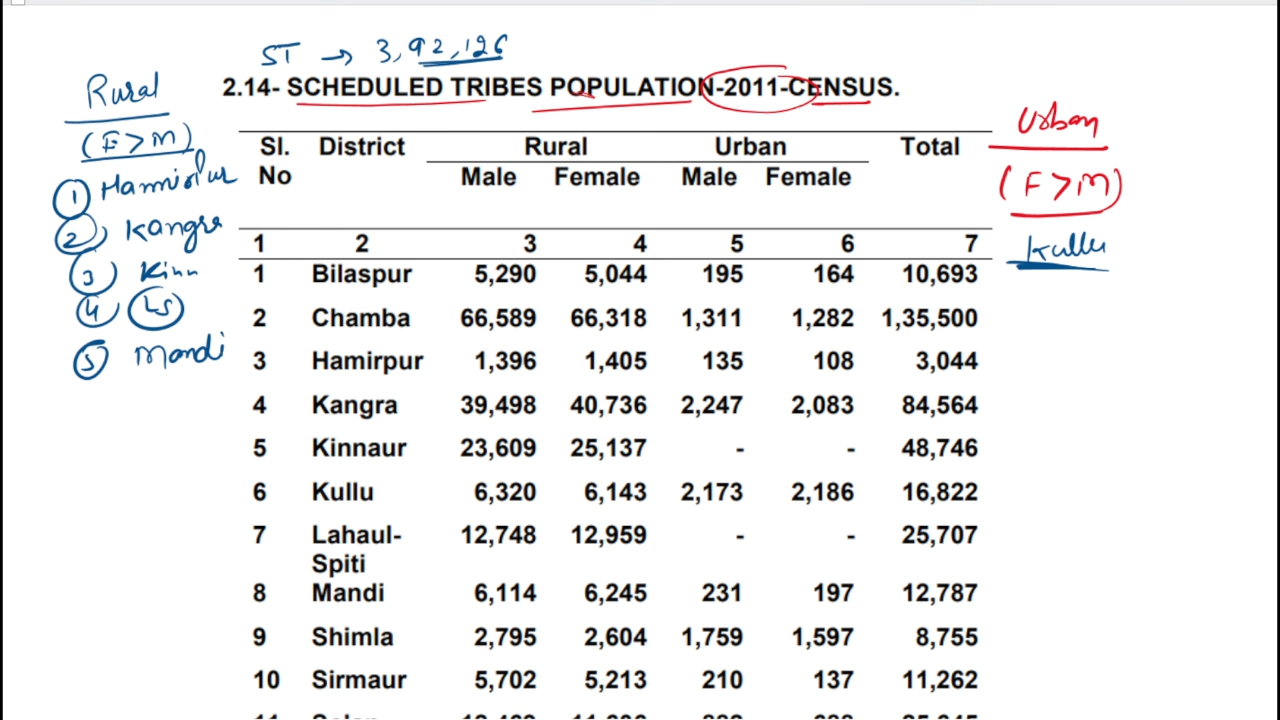 ST → 3,92,126
2.14- SCHEDULED TRIBES POPULATION-2011-CENSUS.
Rural
(F>M)
① Hamirpur
② Kangra
③ Kinn
④ LS
⑤ Mandi
Urban
(F>M)
Kullu
Sl. No District Rural Urban Total
Male Female Male Female
1 2 3 4 5 6 7
1 Bilaspur 5,290 5,044 195 164 10,693
2 Chamba 66,589 66,318 1,311 1,282 1,35,500
3 Hamirpur 1,396 1,405 135 108 3,044
4 Kangra 39,498 40,736 2,247 2,083 84,564
5 Kinnaur 23,609 25,137 - - 48,746
6 Kullu 6,320 6,143 2,173 2,186 16,822
7 Lahaul- 12,748 12,959 - - 25,707
Spiti
8 Mandi 6,114 6,245 231 197 12,787
9 Shimla 2,795 2,604 1,759 1,597 8,755
10 Sirmaur 5,702 5,213 210 137 11,262